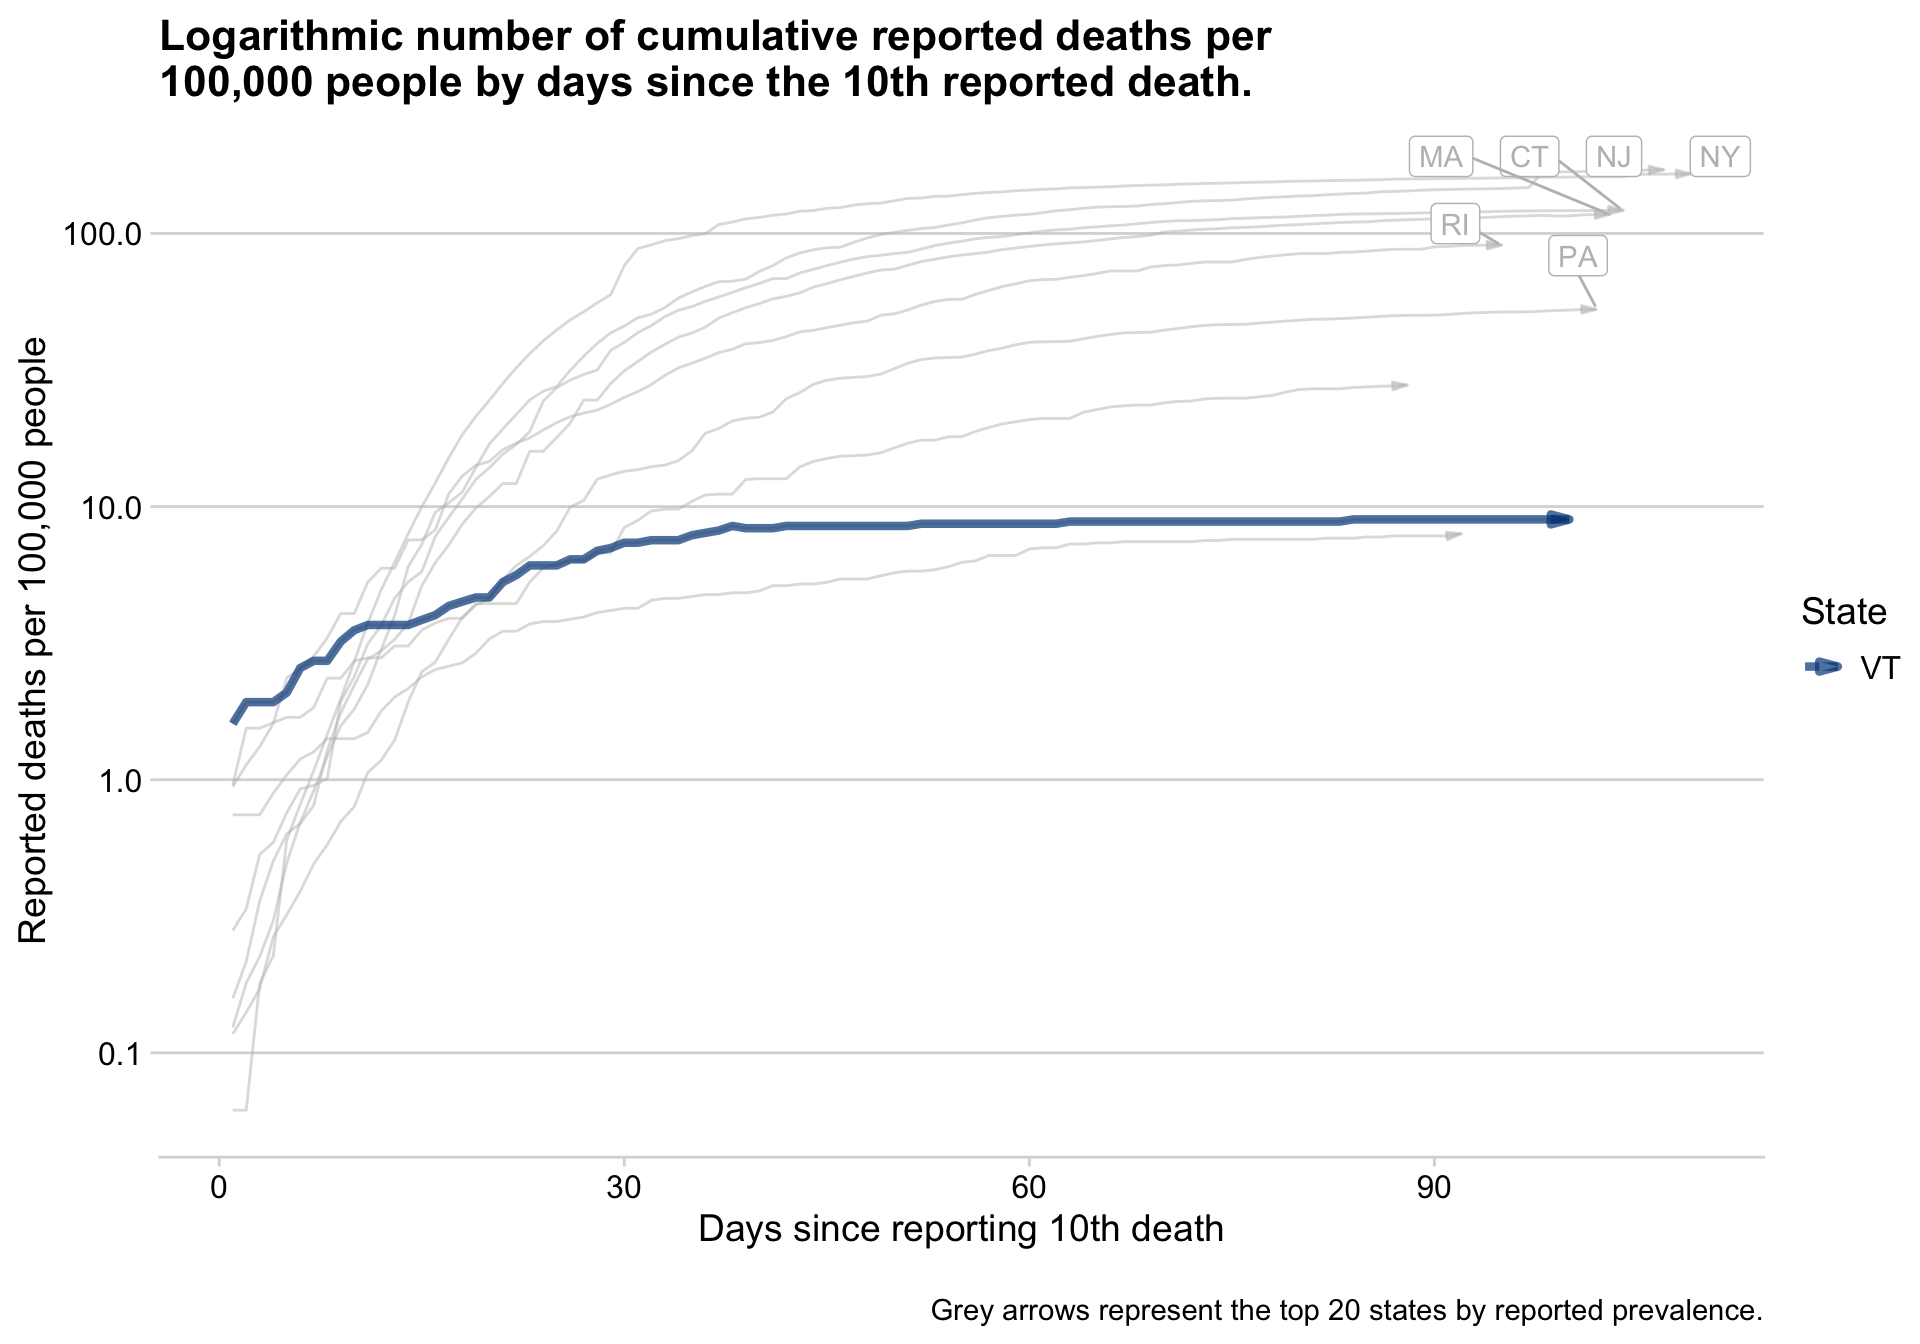 Logarithmic number of cumulative reported deaths per
100,000 people by days since the 10th reported death.
MA
CT
NJ
NY
RI
PA
100.0
10.0
1.0
0.1
Reported deaths per 100,000 people
0
30
60
90
Days since reporting 10th death
State
VT
Grey arrows represent the top 20 states by reported prevalence.